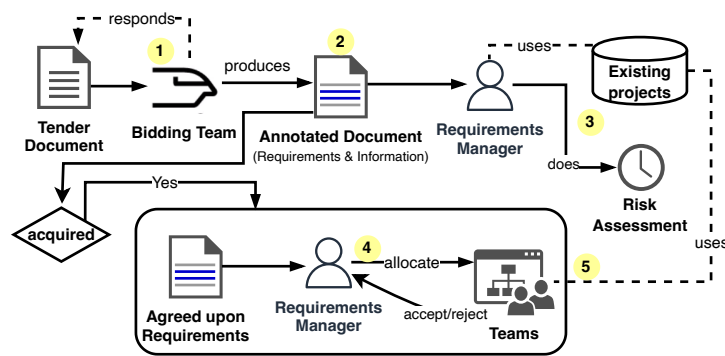 responds
1
2
produces
uses
Existing
projects
3
Tender
Document
Bidding Team
Annotated Document
(Requirements & Information)
Requirements
Manager
does
Risk
Assessment
Yes
acquired
4
allocate
5
uses
accept/reject
Agreed upon
Requirements
Requirements
Manager
Teams